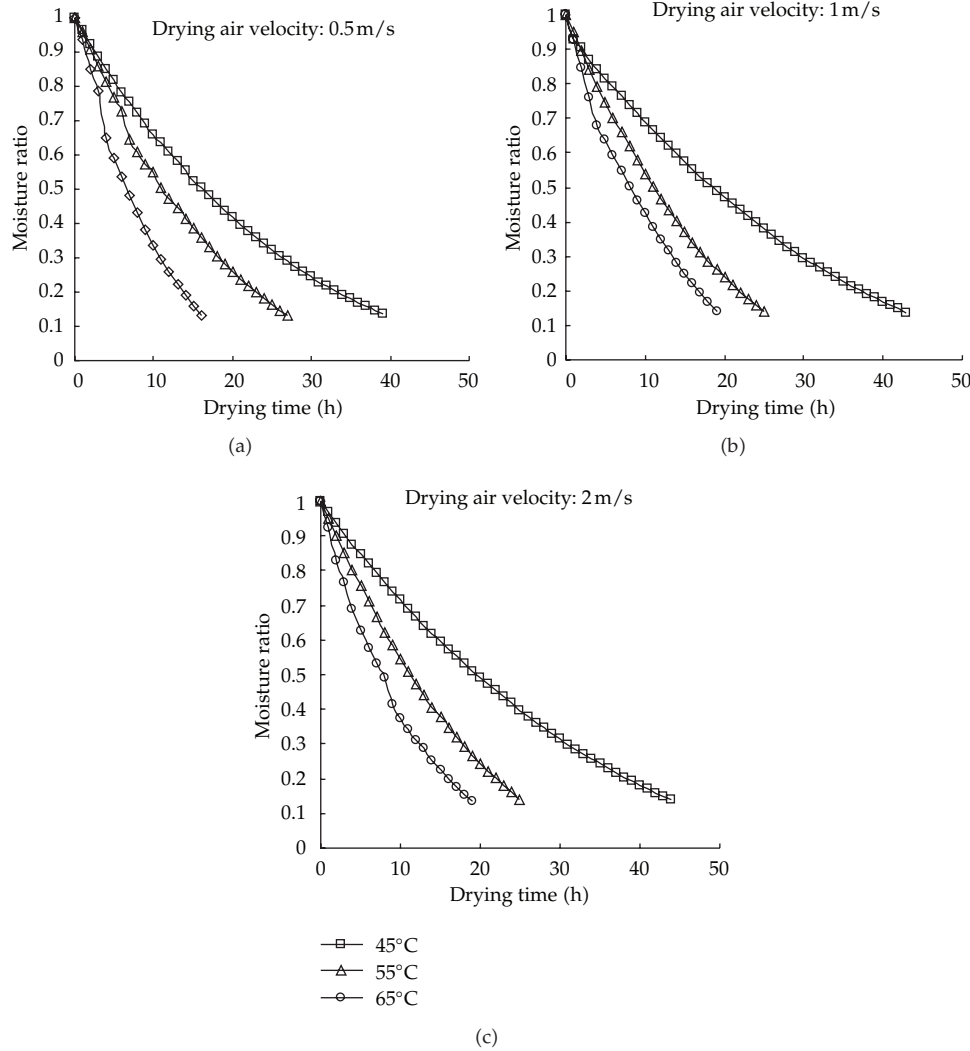 Drying air velocity: 0.5 m/s
Moisture ratio
1
0.9
0.8
0.7
0.6
0.5
0.4
0.3
0.2
0.1
0
0 10 20 30 40 50
Drying time (h)
(a)
Drying air velocity: 1 m/s
Moisture ratio
1
0.9
0.8
0.7
0.6
0.5
0.4
0.3
0.2
0.1
0
0 10 20 30 40 50
Drying time (h)
(b)
Drying air velocity: 2 m/s
Moisture ratio
1
0.9
0.8
0.7
0.6
0.5
0.4
0.3
0.2
0.1
0
0 10 20 30 40 50
Drying time (h)
45°C
55°C
65°C
(c)